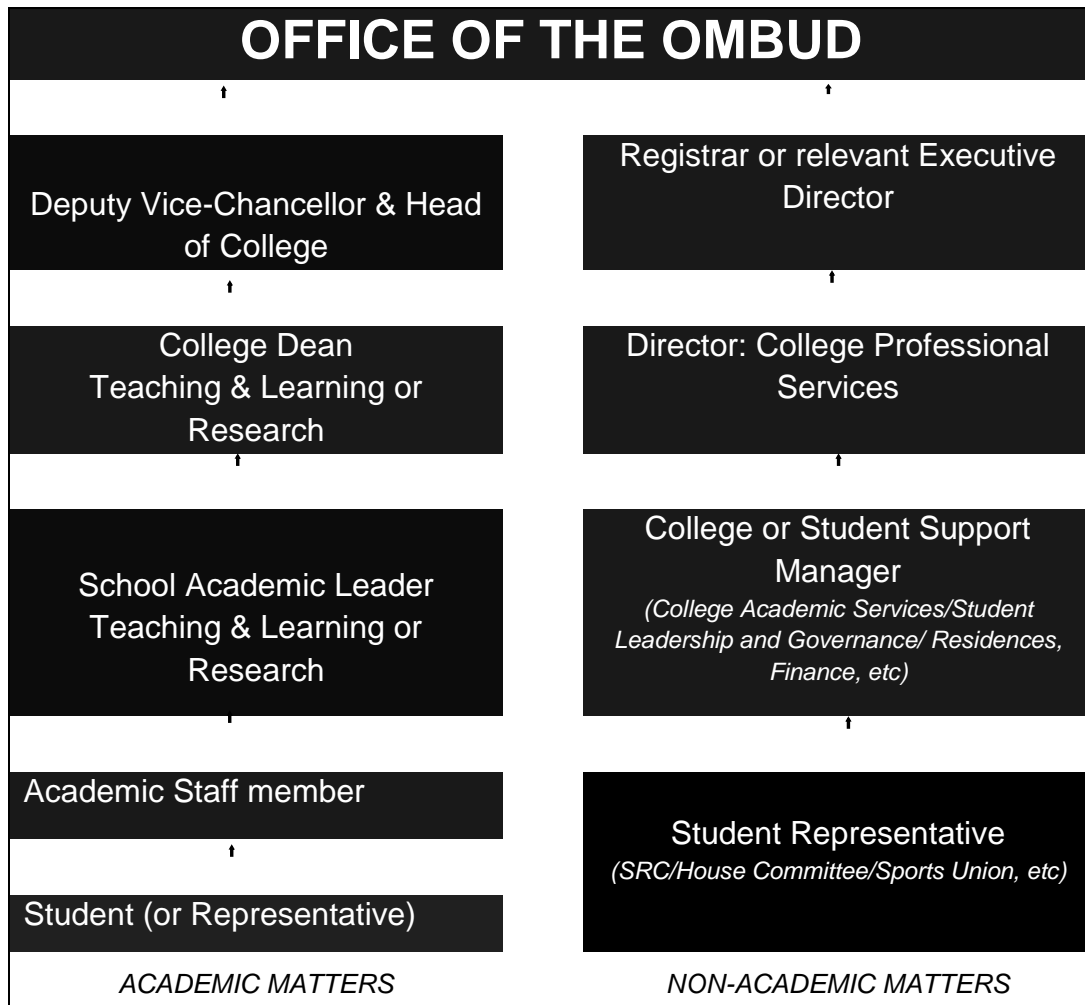 OFFICE OF THE OMBUD
Deputy Vice-Chancellor & Head
of College
College Dean
Teaching & Learning or
Research
School Academic Leader
Teaching & Learning or
Research
Academic Staff member
Student (or Representative)
ACADEMIC MATTERS
Registrar or relevant Executive
Director
Director: College Professional
Services
College or Student Support
Manager
(College Academic Services/Student
Leadership and Governance/ Residences,
Finance, etc)
Student Representative
(SRC/House Committee/Sports Union, etc)
NON-ACADEMIC MATTERS